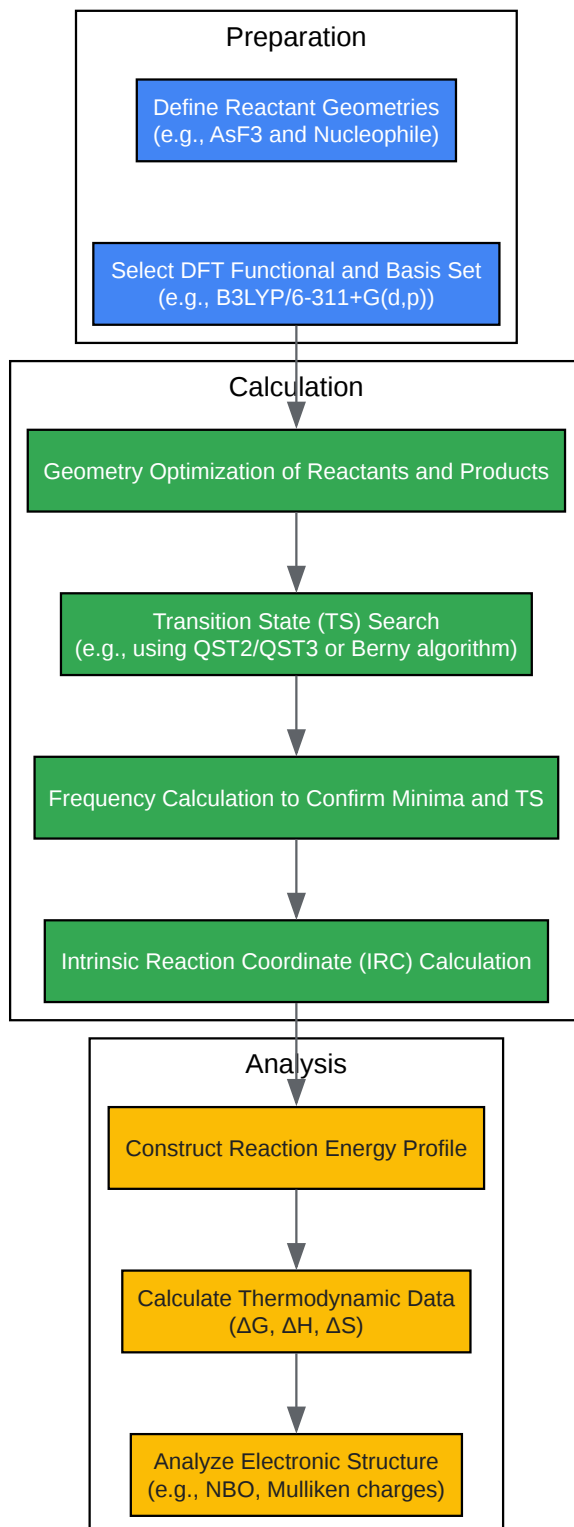 Preparation
Define Reactant Geometries
(e.g., AsF3 and Nucleophile)
Select DFT Functional and Basis Set
(e.g., B3LYP/6-311+G(d,p))
Calculation
Geometry Optimization of Reactants and Products
Transition State (TS) Search
(e.g., using QST2/QST3 or Berny algorithm)
Frequency Calculation to Confirm Minima and TS
Intrinsic Reaction Coordinate (IRC) Calculation
Analysis
Construct Reaction Energy Profile
Calculate Thermodynamic Data
(ΔG, ΔH, ΔS)
Analyze Electronic Structure
(e.g., NBO, Mulliken charges)